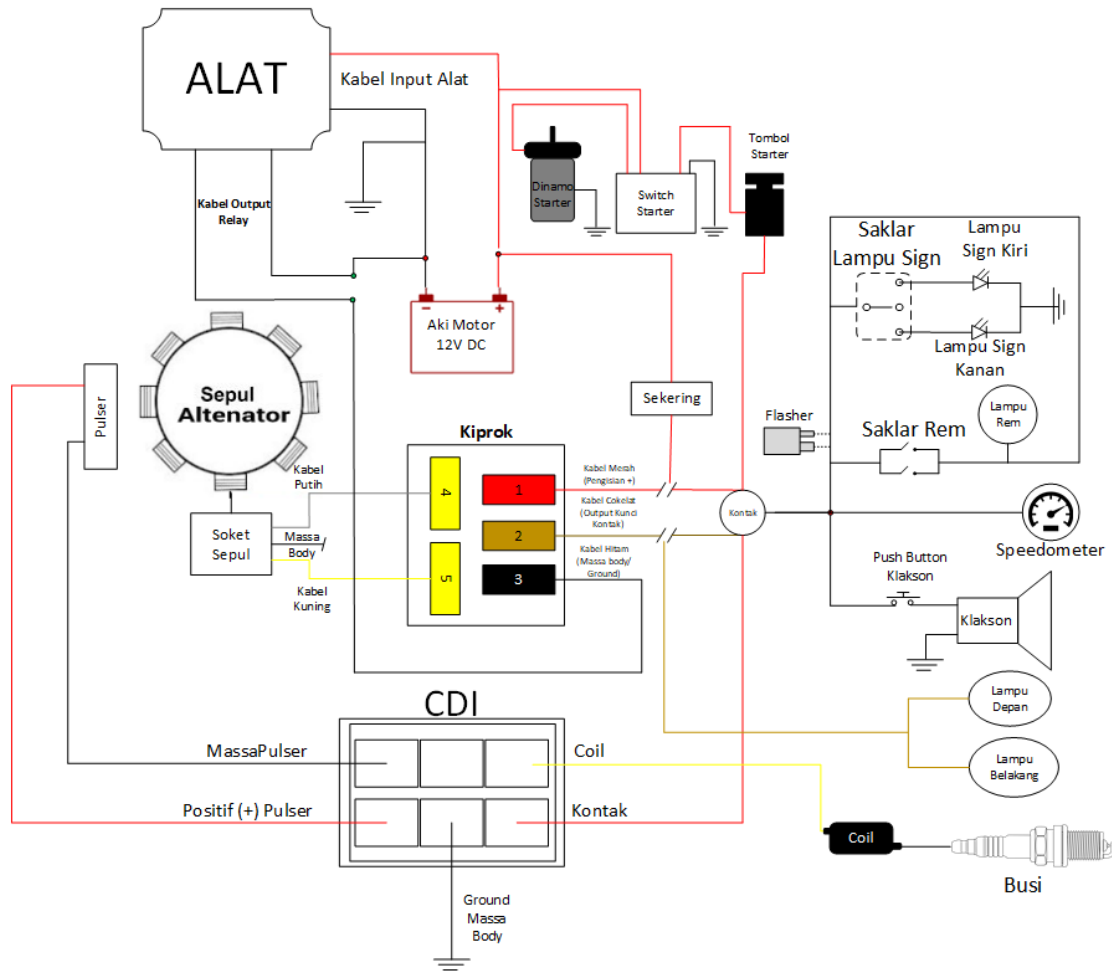 ALAT
Kabel Input Alat
Kabel Output
Relay
Dinamo
Starter
Switch
Starter
Tombol
Starter
Saklar
Lampu Sign
Lampu
Sign Kiri
Lampu Sign
Kanan
−
+
Aki Motor
12V DC
Pulser
Sepul
Altenator
Sekering
Flasher
Saklar Rem
Lampu
Rem
Kiprok
Kabel
Putih
Soket
Sepul
Massa
Body
Kabel
Kuning
4
5
1
2
3
Kabel Merah
(Pengisian +)
Kabel Cokelat
(Output Kunci
Kontak)
Kabel Hitam
(Massa body/
Ground)
Kontak
Speedometer
Push Button
Klakson
Klakson
CDI
MassaPulser
Coil
Positif (+) Pulser
Kontak
Lampu
Depan
Lampu
Belakang
Coil
Busi
Ground
Massa
Body